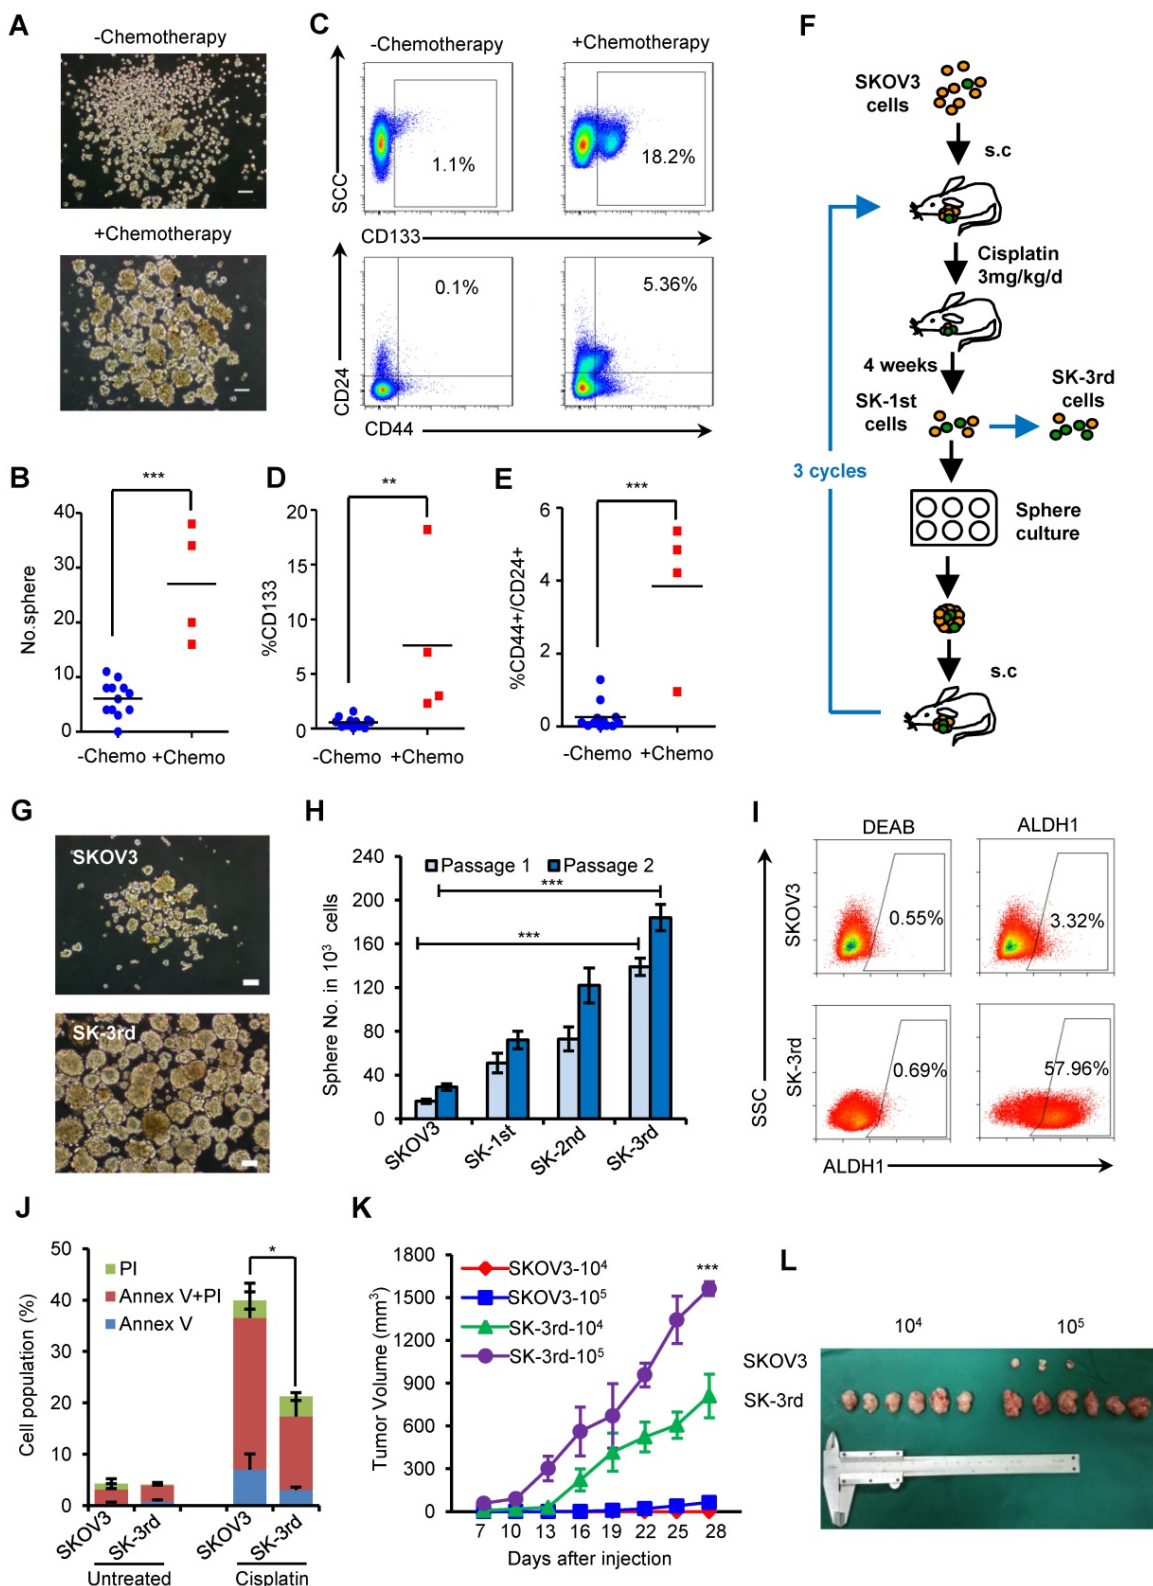 A
-Chemotherapy
+Chemotherapy
B
***
No.sphere
40
30
20
10
0
-Chemo +Chemo
C
-Chemotherapy +Chemotherapy
SCC
1.1%
18.2%
CD133
CD24
0.1%
5.36%
CD44
D
**
%CD133
20
15
10
5
0
-Chemo +Chemo
E
***
%CD44+/CD24+
6
4
2
0
-Chemo +Chemo
F
SKOV3
cells
s.c
Cisplatin
3mg/kg/d
4 weeks
SK-1st
cells
SK-3rd
cells
3 cycles
Sphere
culture
s.c
G
SKOV3
SK-3rd
H
Sphere No. in 10³ cells
240
200
160
120
80
40
0
Passage 1 Passage 2
***
***
SKOV3 SK-1st SK-2nd SK-3rd
I
DEAB ALDH1
SKOV3
0.55%
3.32%
SK-3rd
0.69%
57.96%
SSC
ALDH1
J
Cell population (%)
50
40
30
20
10
0
PI
Annex V+PI
Annex V
*
SKOV3 SK-3rd SKOV3 SK-3rd
Untreated Cisplatin
K
Tumor Volume (mm³)
1800
1500
1200
900
600
300
0
SKOV3-10⁴
SKOV3-10⁵
SK-3rd-10⁴
SK-3rd-10⁵
***
7 10 13 16 19 22 25 28
Days after injection
L
10⁴ 10⁵
SKOV3
SK-3rd